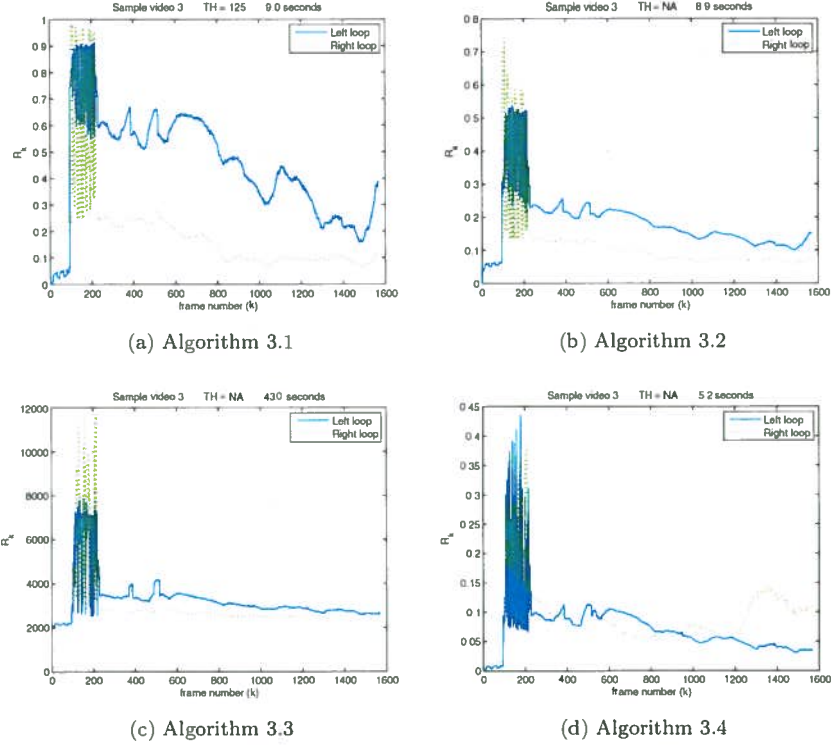 Sample video 3 TH = 125 9 0 seconds
1
0.9
0.8
0.7
0.6
0.5
0.4
0.3
0.2
0.1
0
R_k
Left loop
Right loop
0 200 400 600 800 1000 1200 1400 1600
frame number (k)
(a) Algorithm 3.1
Sample video 3 TH = NA 8 9 seconds
0.8
0.7
0.6
0.5
0.4
0.3
0.2
0.1
0
R_k
Left loop
Right loop
0 200 400 600 800 1000 1200 1400 1600
frame number (k)
(b) Algorithm 3.2
Sample video 3 TH = NA 43 0 seconds
12000
10000
8000
6000
4000
2000
0
R_k
Left loop
Right loop
0 200 400 600 800 1000 1200 1400 1600
frame number (k)
(c) Algorithm 3.3
Sample video 3 TH = NA 5 2 seconds
0 45
0 4
0 35
0 3
0 25
0 2
0 15
0 1
0 05
0
R_k
Left loop
Right loop
0 200 400 600 800 1000 1200 1400 1600
frame number (k)
(d) Algorithm 3.4